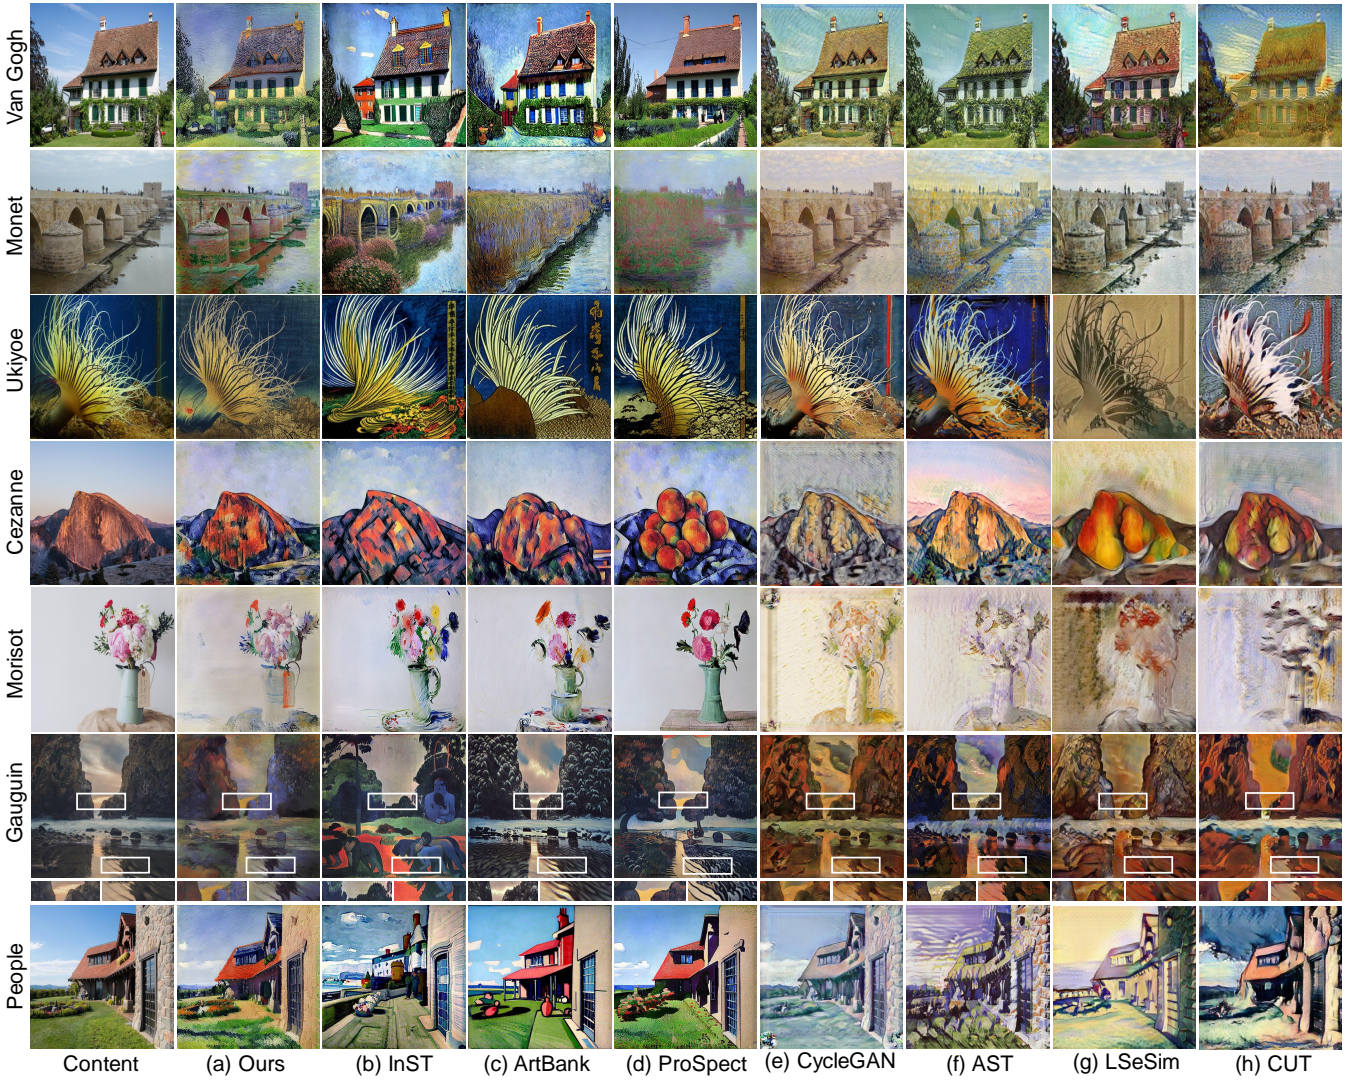 Van Gogh
Monet
Ukiyoe
Cezanne
Morisot
Gauguin
People
Content
(a) Ours
(b) InST
(c) ArtBank
(d) ProSpect
(e) CycleGAN
(f) AST
(g) LSeSim
(h) CUT